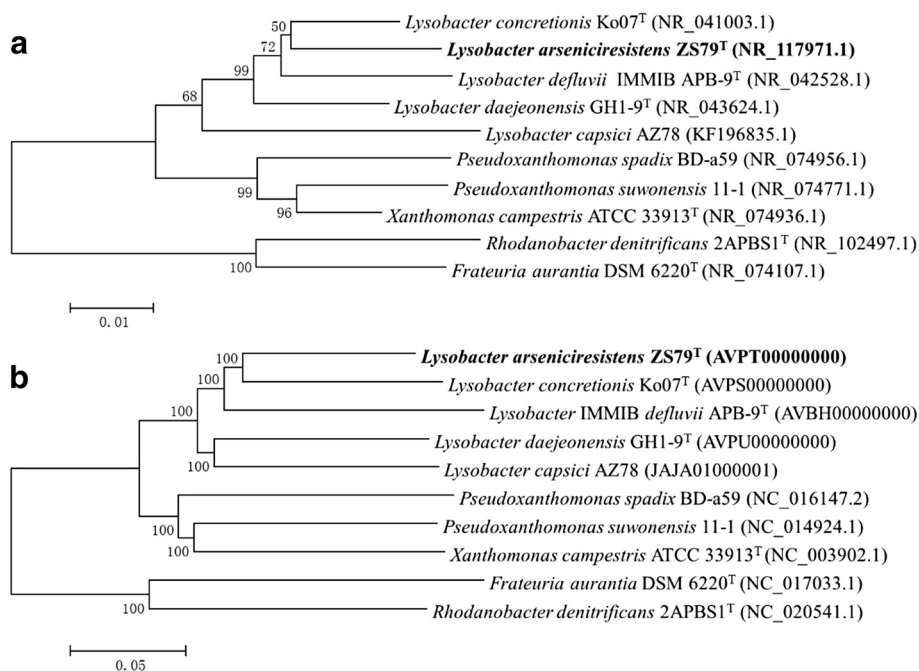 a
50
Lysobacter concretionis Ko07ᵀ (NR_041003.1)
72
Lysobacter arseniciresistens ZS79ᵀ (NR_117971.1)
99
Lysobacter defluvii IMMIB APB-9ᵀ (NR_042528.1)
68
Lysobacter daejeonensis GH1-9ᵀ (NR_043624.1)
Lysobacter capsici AZ78 (KF196835.1)
Pseudoxanthomonas spadix BD-a59 (NR_074956.1)
99
Pseudoxanthomonas suwonensis 11-1 (NR_074771.1)
96
Xanthomonas campestris ATCC 33913ᵀ (NR_074936.1)
Rhodanobacter denitrificans 2APBS1ᵀ (NR_102497.1)
100
Frateuria aurantia DSM 6220ᵀ (NR_074107.1)
0.01
b
100
Lysobacter arseniciresistens ZS79ᵀ (AVPT00000000)
100
Lysobacter concretionis Ko07ᵀ (AVPS00000000)
100
Lysobacter IMMIB defluvii APB-9ᵀ (AVBH00000000)
Lysobacter daejeonensis GH1-9ᵀ (AVPU00000000)
100
Lysobacter capsici AZ78 (JAJA01000001)
Pseudoxanthomonas spadix BD-a59 (NC_016147.2)
100
Pseudoxanthomonas suwonensis 11-1 (NC_014924.1)
100
Xanthomonas campestris ATCC 33913ᵀ (NC_003902.1)
Frateuria aurantia DSM 6220ᵀ (NC_017033.1)
100
Rhodanobacter denitrificans 2APBS1ᵀ (NC_020541.1)
0.05